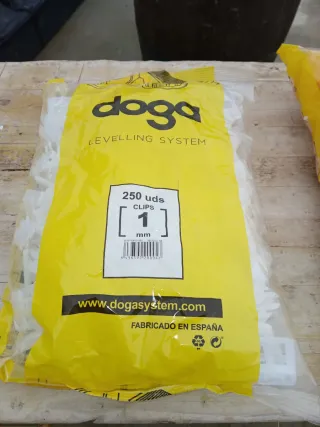 doga
LEVELLING SYSTEM
250 uds
CLIPS
1
mm
www.dogasystem.com
FABRICADO EN ESPAÑA